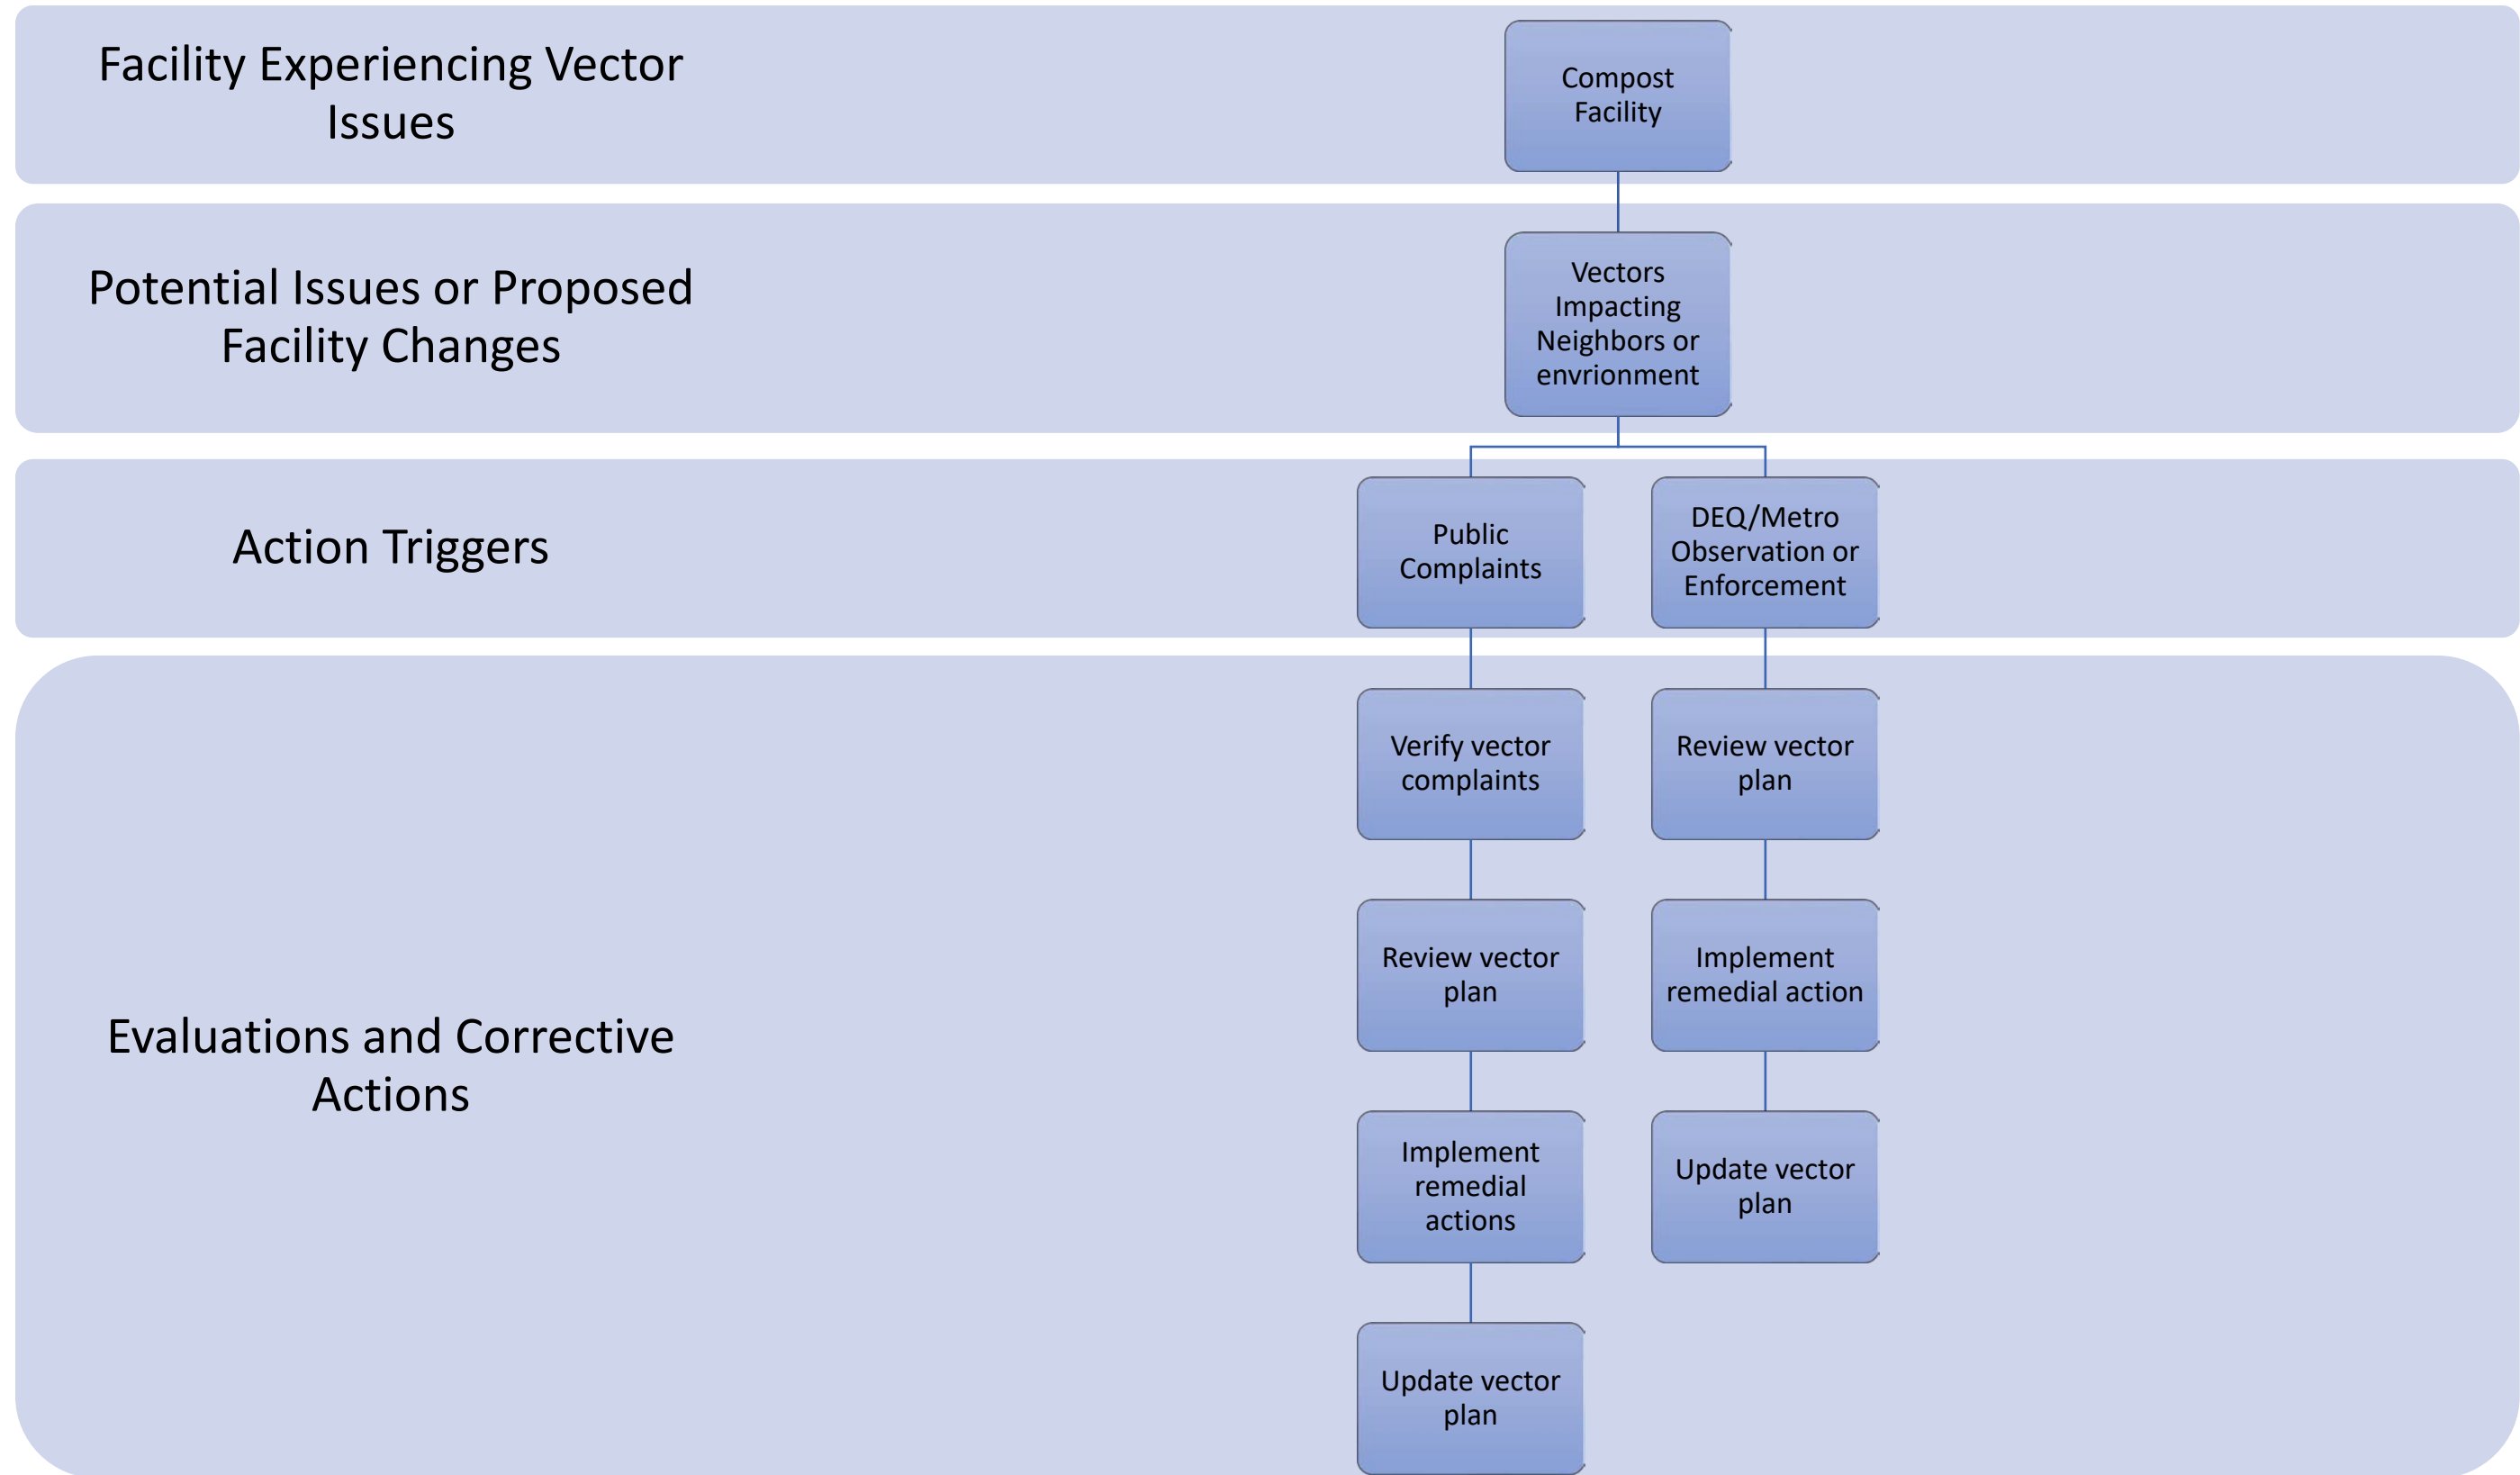 Facility Experiencing Vector
Issues
Compost
Facility
Potential Issues or Proposed
Facility Changes
Vectors
Impacting
Neighbors or
envrionment
Action Triggers
Public
Complaints
DEQ/Metro
Observation or
Enforcement
Evaluations and Corrective
Actions
Verify vector
complaints
Review vector
plan
Implement
remedial
actions
Update vector
plan
Review vector
plan
Implement
remedial action
Update vector
plan